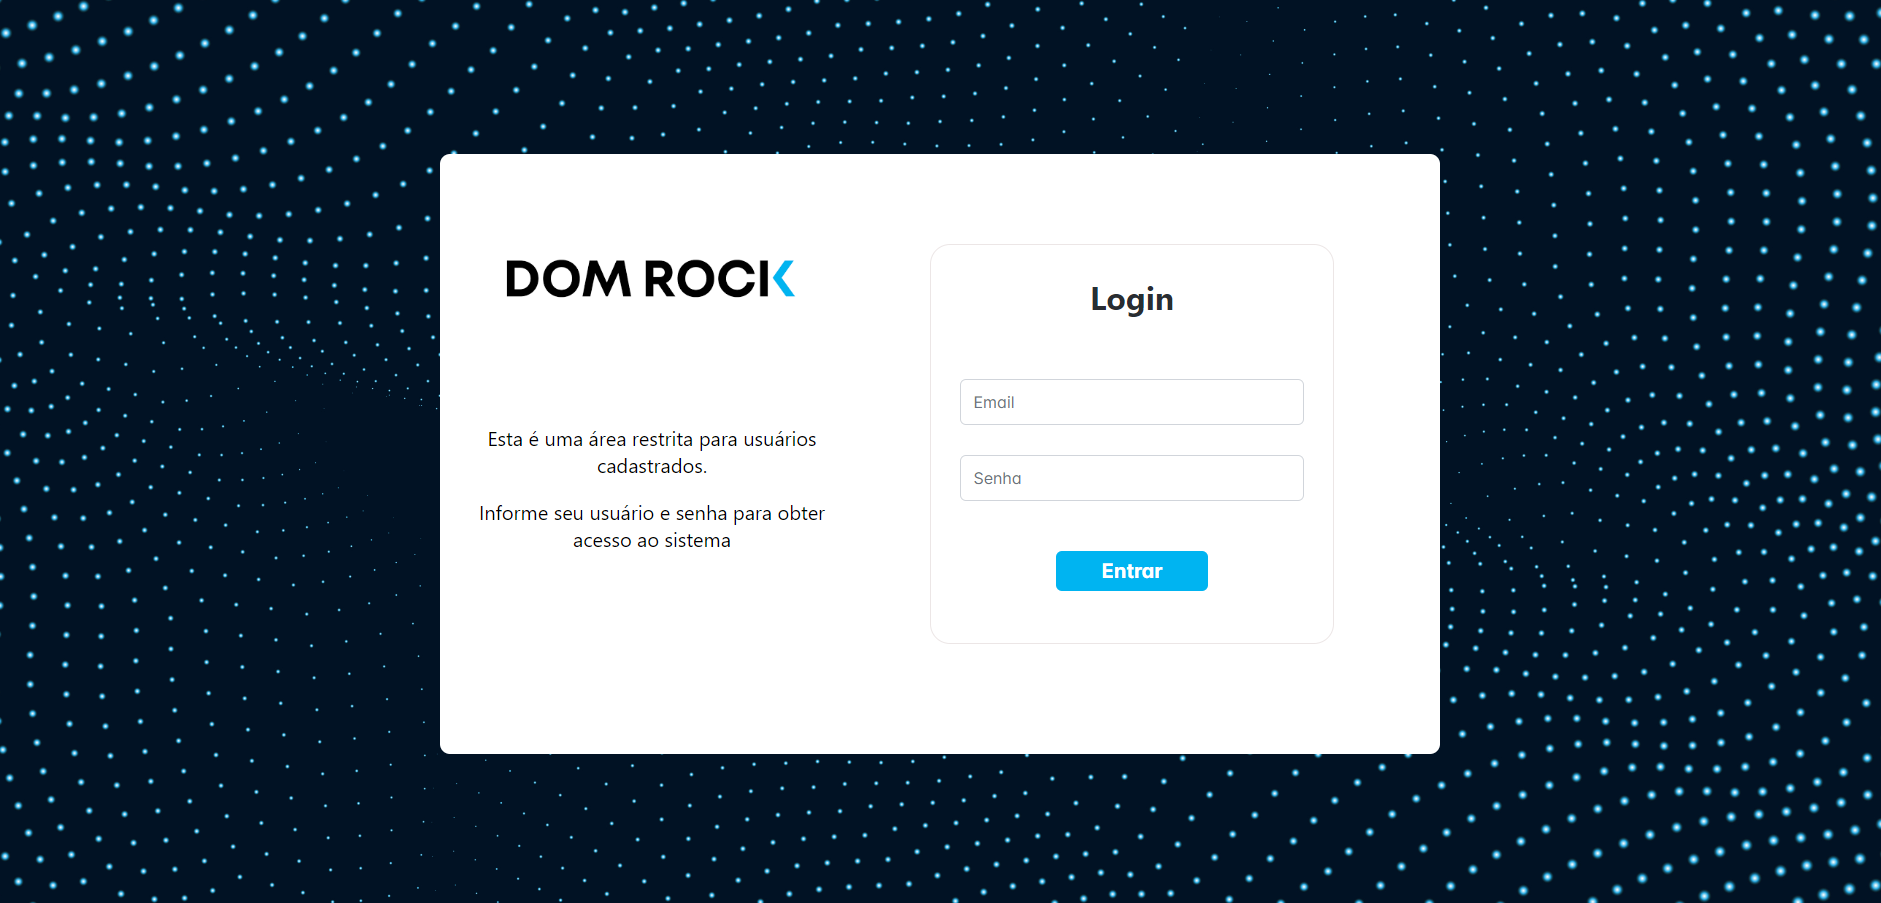 DOM ROCK
Esta é uma área restrita para usuários
cadastrados.
Informe seu usuário e senha para obter
acesso ao sistema
Login
Email
Senha
Entrar